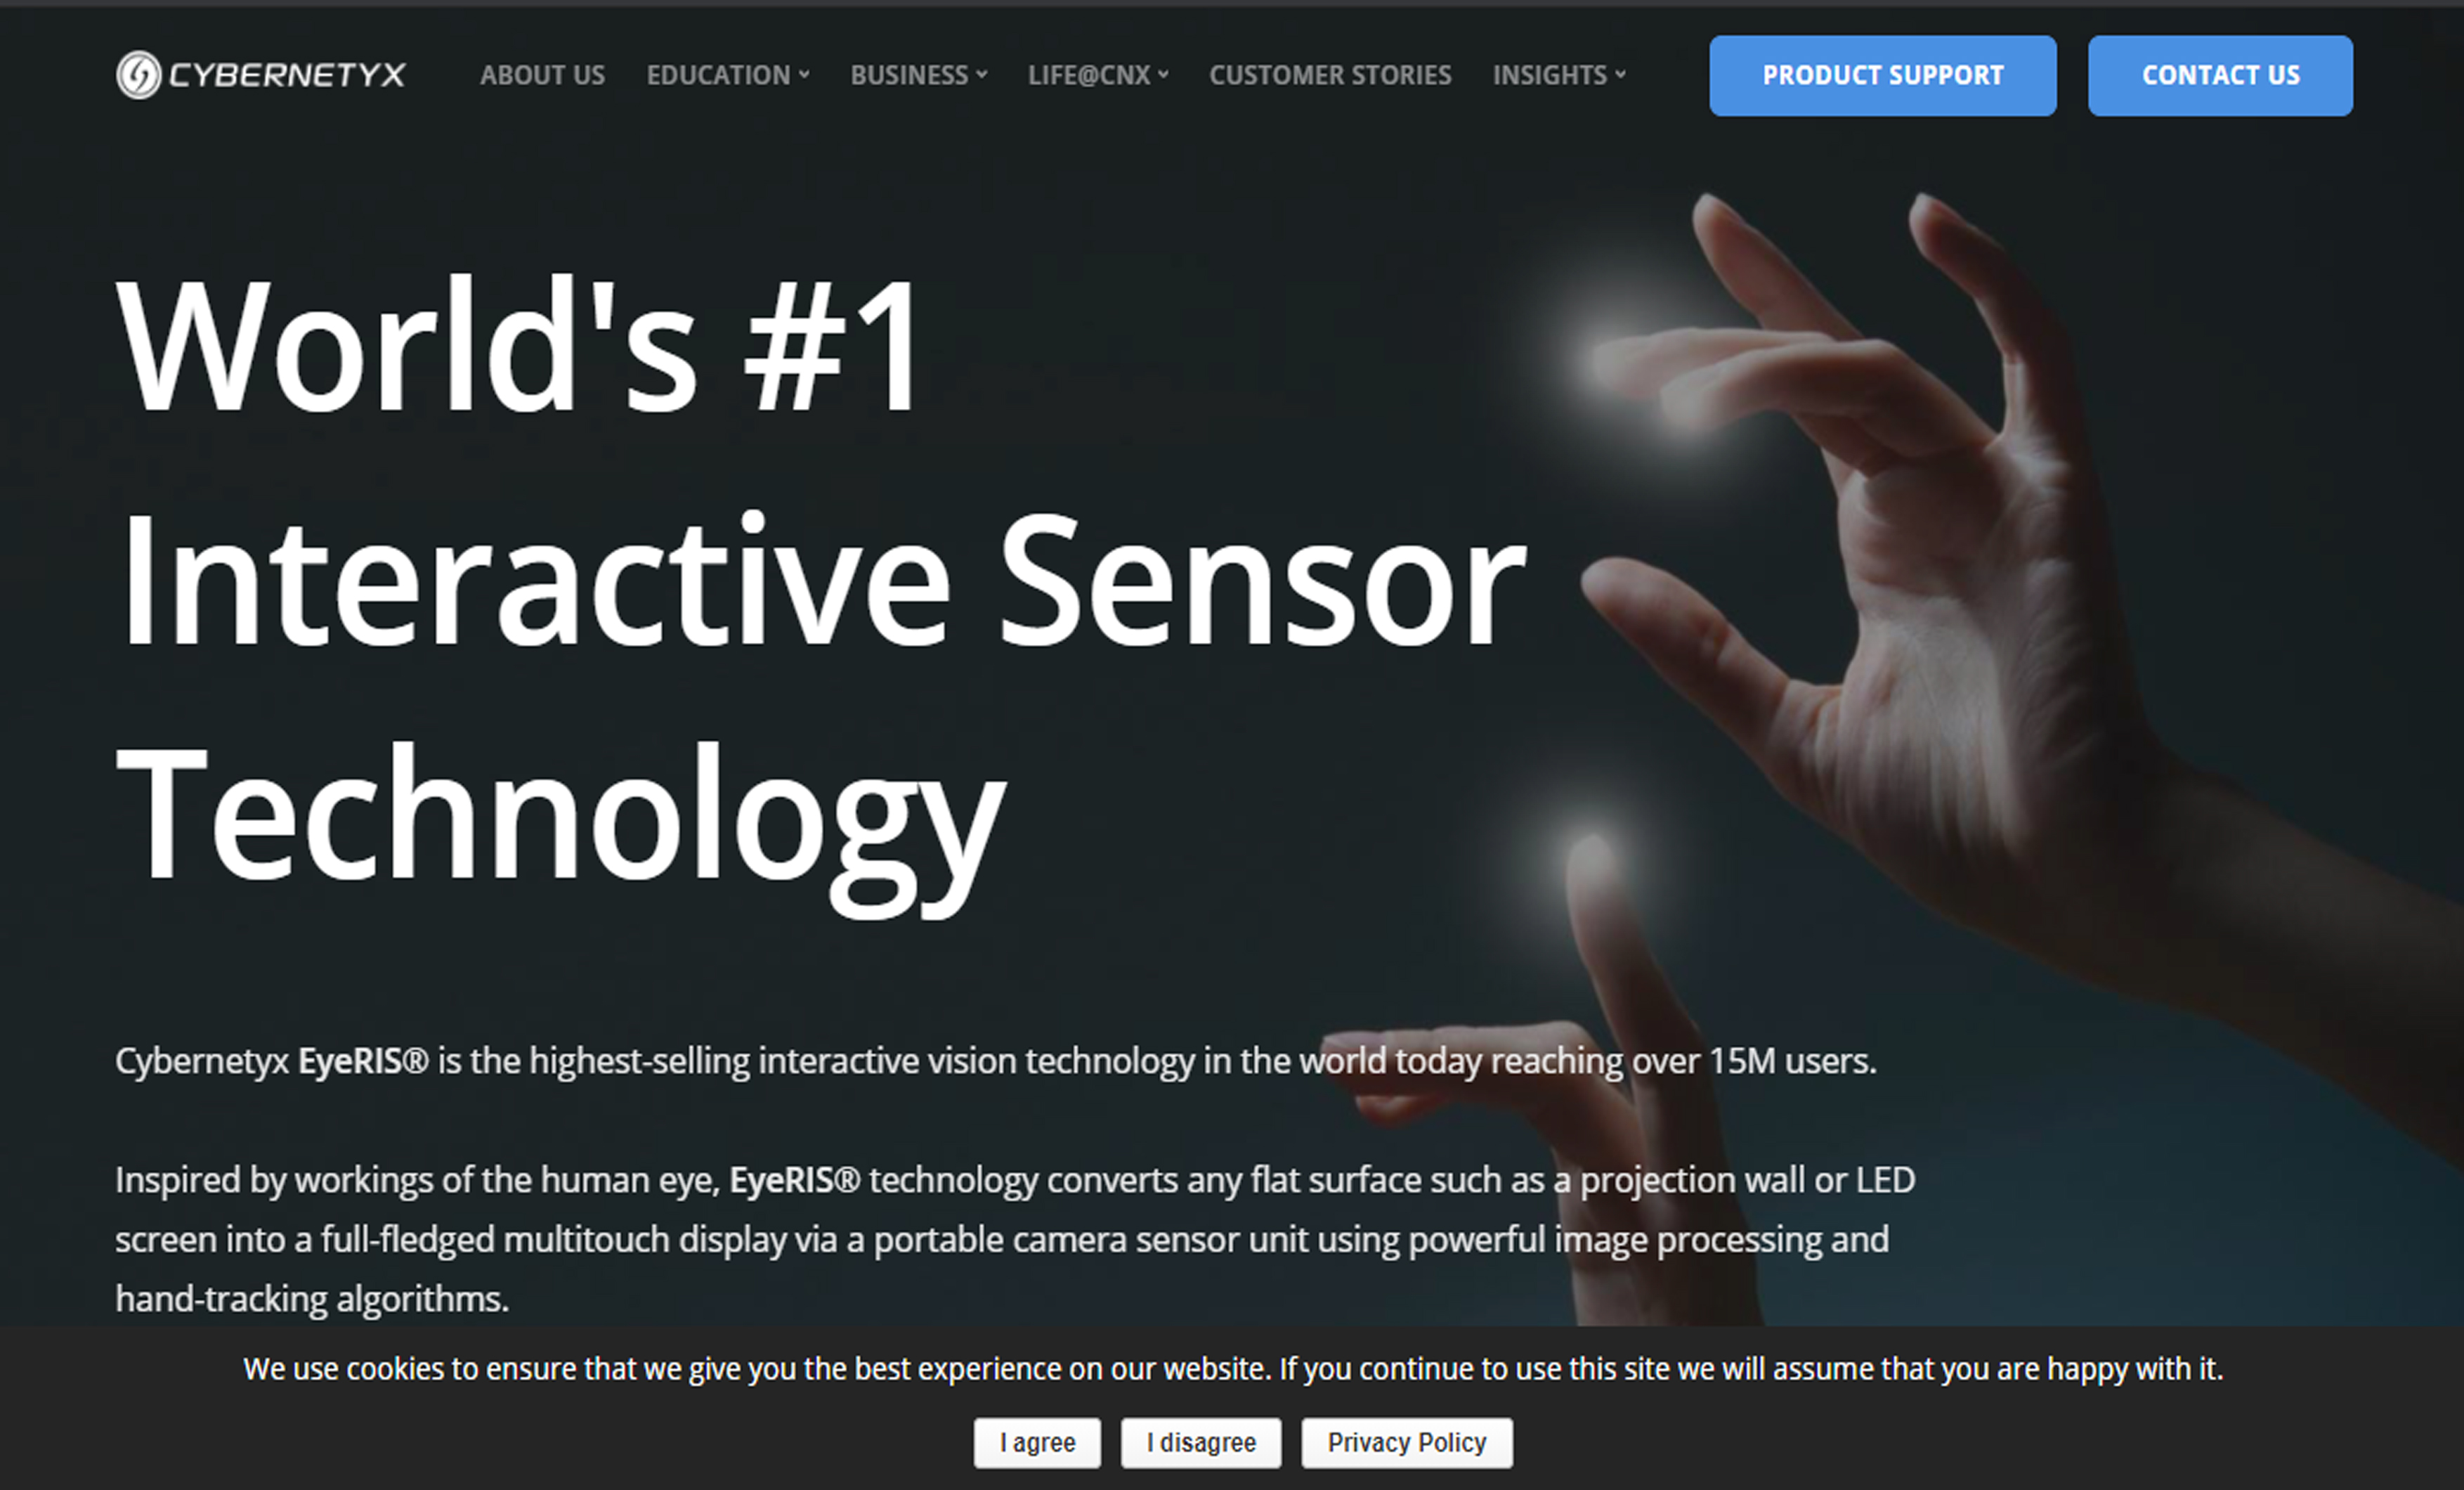 CYBERNETYX
ABOUT US EDUCATION BUSINESS LIFE@CNX CUSTOMER STORIES INSIGHTS PRODUCT SUPPORT CONTACT US
World's #1
Interactive Sensor
Technology
Cybernetyx EyeRIS® is the highest-selling interactive vision technology in the world today reaching over 15M users.
Inspired by workings of the human eye, EyeRIS® technology converts any flat surface such as a projection wall or LED
screen into a full-fledged multitouch display via a portable camera sensor unit using powerful image processing and
hand-tracking algorithms.
We use cookies to ensure that we give you the best experience on our website. If you continue to use this site we will assume that you are happy with it.
I agree I disagree Privacy Policy